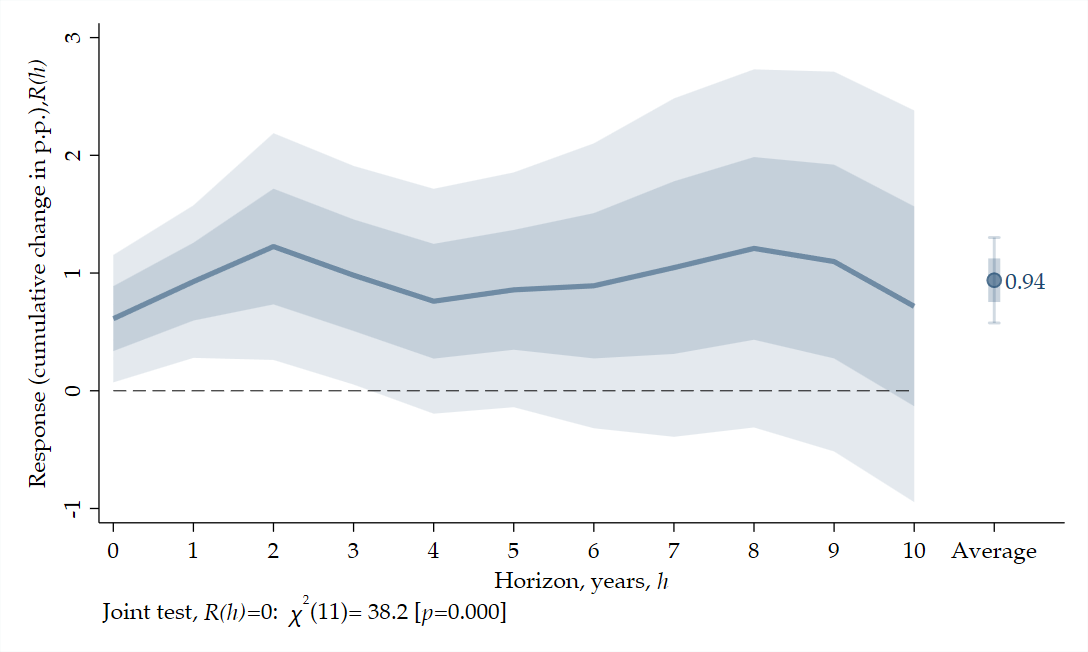 Response (cumulative change in p.p.),R(h)
3
2
1
0
-1
0.94
0 1 2 3 4 5 6 7 8 9 10 Average
Horizon, years, h
Joint test, R(h)=0: χ²(11)= 38.2 [p=0.000]